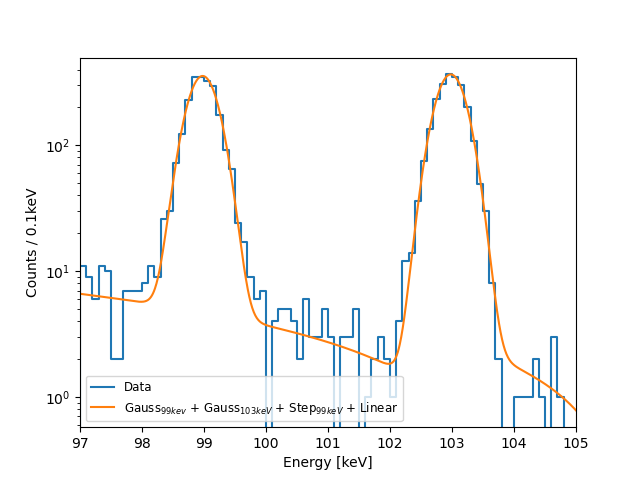 Counts / 0.1keV
10²
10¹
10⁰
Data
Gauss₉₉ₖₑᵥ + Gauss₁₀₃ₖₑV + Step₉₉ₖₑV + Linear
97 98 99 100 101 102 103 104 105
Energy [keV]